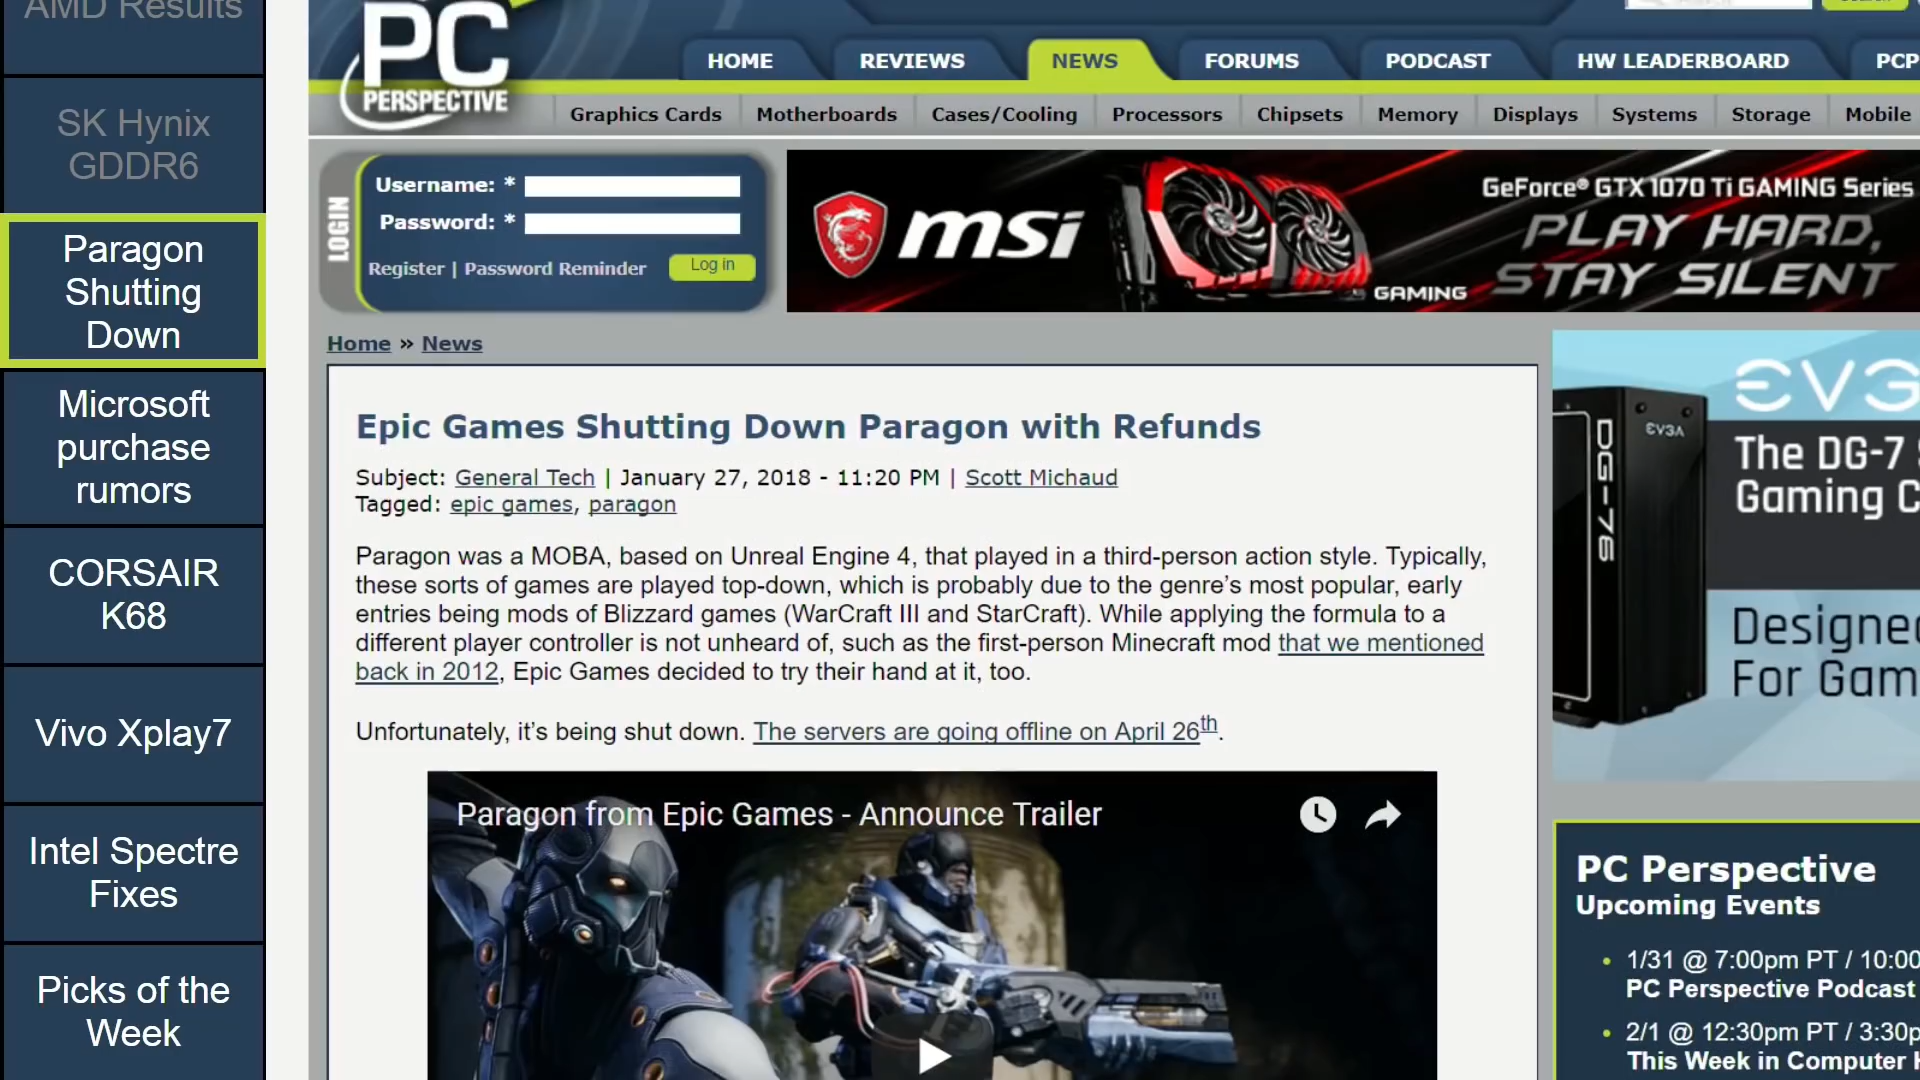 AMD Results
SK Hynix
GDDR6
Paragon
Shutting
Down
Microsoft
purchase
rumors
CORSAIR
K68
Vivo Xplay7
Intel Spectre
Fixes
Picks of the
Week
PC
PERSPECTIVE
HOME REVIEWS NEWS FORUMS PODCAST HW LEADERBOARD PCP
Graphics Cards Motherboards Cases/Cooling Processors Chipsets Memory Displays Systems Storage Mobile
LOGIN
Username: *
Password: *
Register | Password Reminder Log in
msi
GeForce® GTX 1070 Ti GAMING Series
PLAY HARD,
STAY SILENT
GAMING
Home » News
Epic Games Shutting Down Paragon with Refunds
Subject: General Tech | January 27, 2018 - 11:20 PM | Scott Michaud
Tagged: epic games, paragon
Paragon was a MOBA, based on Unreal Engine 4, that played in a third-person action style. Typically,
these sorts of games are played top-down, which is probably due to the genre’s most popular, early
entries being mods of Blizzard games (WarCraft III and StarCraft). While applying the formula to a
different player controller is not unheard of, such as the first-person Minecraft mod that we mentioned
back in 2012, Epic Games decided to try their hand at it, too.
Unfortunately, it’s being shut down. The servers are going offline on April 26th.
Paragon from Epic Games - Announce Trailer
EVGA
DG-76
The DG-7
Gaming C
Designed
For Gam
PC Perspective
Upcoming Events
1/31 @ 7:00pm PT / 10:00
PC Perspective Podcast
2/1 @ 12:30pm PT / 3:30p
This Week in Computer